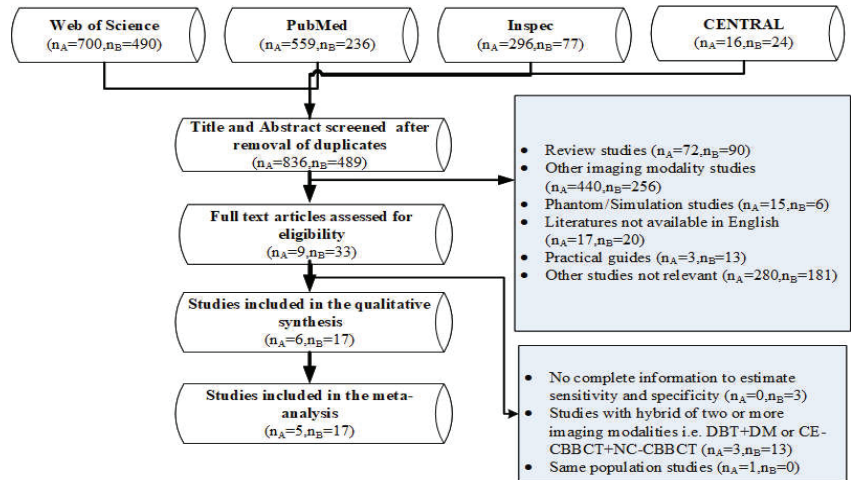 Web of Science
(nA=700,nB=490)
PubMed
(nA=559,nB=236)
Inspec
(nA=296,nB=77)
CENTRAL
(nA=16,nB=24)
Title and Abstract screened after
removal of duplicates
(nA=836,nB=489)
• Review studies (nA=72,nB=90)
• Other imaging modality studies
(nA=440,nB=256)
• Phantom/Simulation studies (nA=15,nB=6)
• Literatures not available in English
(nA=17,nB=20)
• Practical guides (nA=3,nB=13)
• Other studies not relevant (nA=280,nB=181)
Full text articles assessed for
eligibility
(nA=9,nB=33)
Studies included in the qualitative
synthesis
(nA=6,nB=17)
• No complete information to estimate
sensitivity and specificity (nA=0,nB=3)
• Studies with hybrid of two or more
imaging modalities i.e. DBT+DM or CE-
CBBCT+NC-CBBCT (nA=3,nB=13)
• Same population studies (nA=1,nB=0)
Studies included in the meta-
analysis
(nA=5,nB=17)